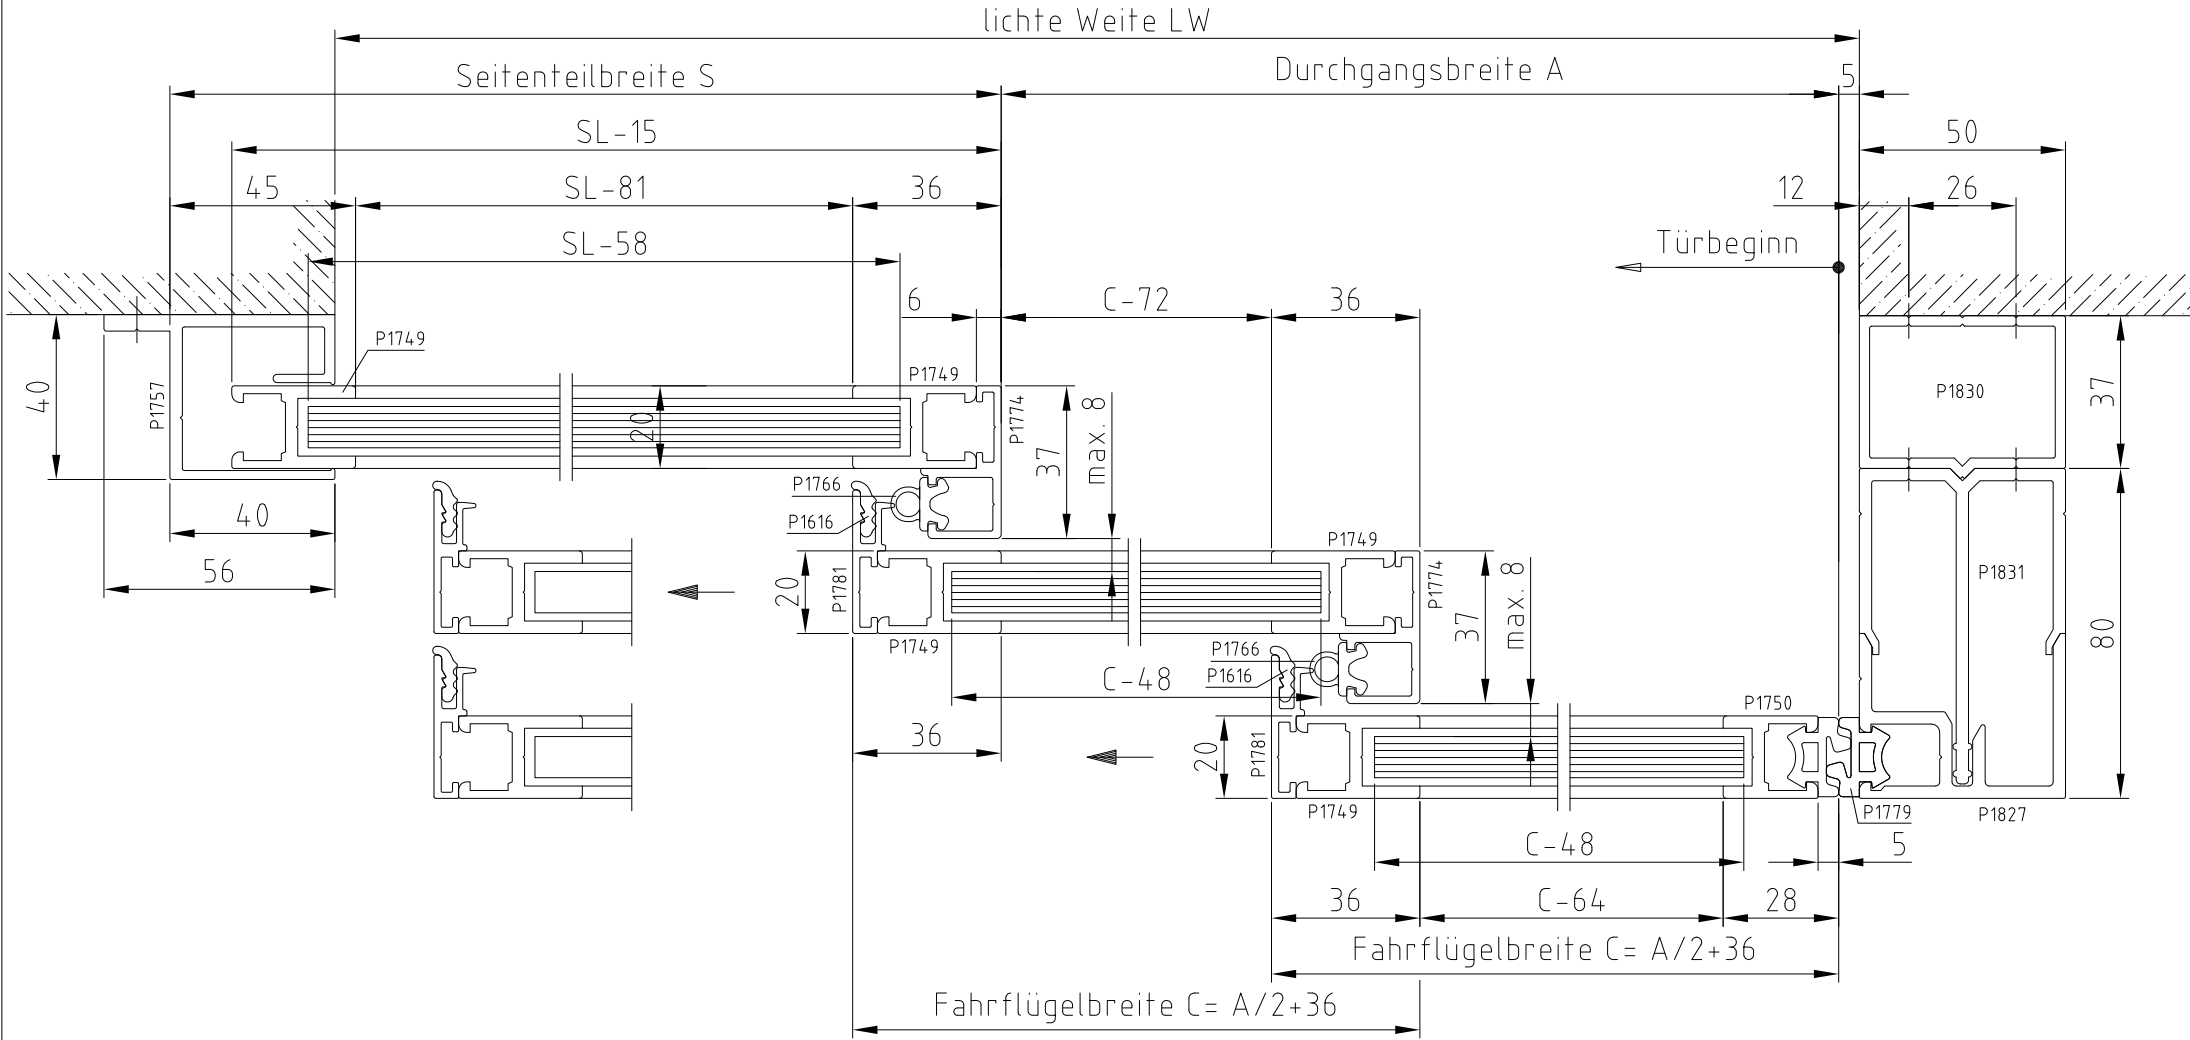 lichte Weite LW
Seitenteilbreite S
Durchgangsbreite A
5
SL-15
50
45
SL-81
36
12
26
SL-58
Türbeginn
6
C-72
36
P1749
P1749
40
P1757
20
P1774
37
max. 8
P1830
37
P1766
P1616
40
P1749
56
20
P1781
P1774
37
max. 8
P1831
80
P1749
P1766
P1616
C-48
P1750
36
20
P1781
P1749
P1779
P1827
C-48
5
36
C-64
28
Fahrflügelbreite C= A/2+36
Fahrflügelbreite C= A/2+36